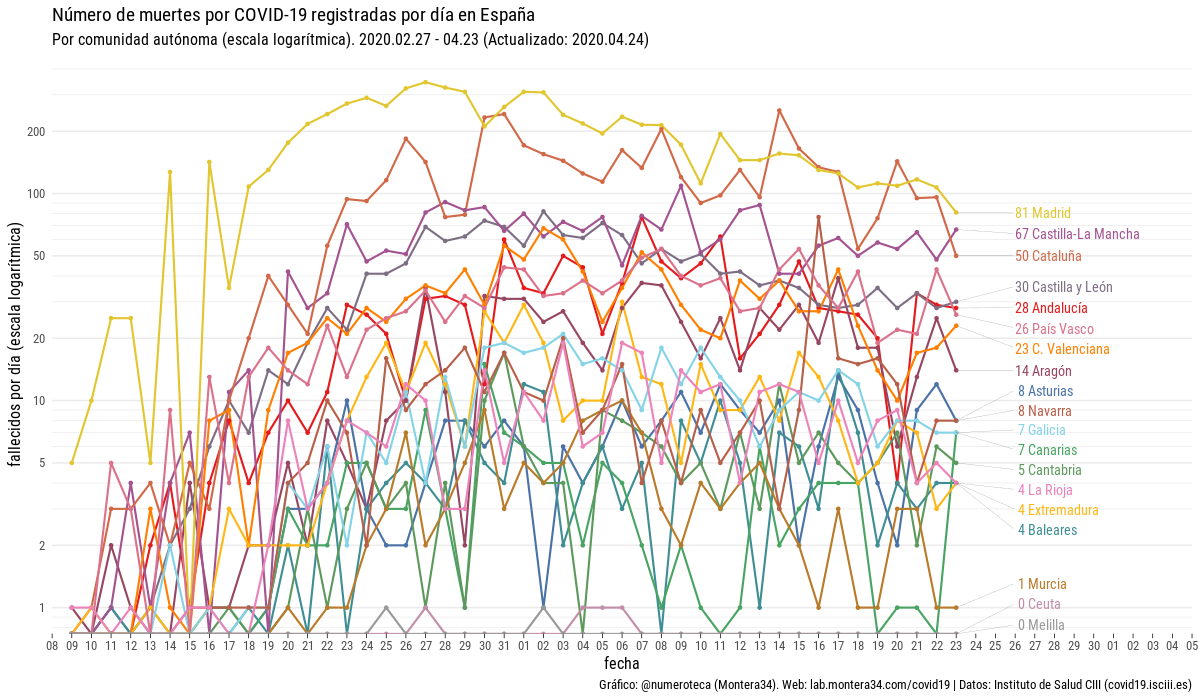 Número de muertes por COVID-19 registradas por día en España
Por comunidad autónoma (escala logarítmica). 2020.02.27 - 04.23 (Actualizado: 2020.04.24)
fallecidos por día (escala logarítmica)
200
100
50
20
10
5
2
1
81 Madrid
67 Castilla-La Mancha
50 Cataluña
30 Castilla y León
28 Andalucía
26 País Vasco
23 C. Valenciana
14 Aragón
8 Asturias
8 Navarra
7 Galicia
7 Canarias
5 Cantabria
4 La Rioja
4 Extremadura
4 Baleares
1 Murcia
0 Ceuta
0 Melilla
08 09 10 11 12 13 14 15 16 17 18 19 20 21 22 23 24 25 26 27 28 29 30 31 01 02 03 04 05 06 07 08 09 10 11 12 13 14 15 16 17 18 19 20 21 22 23 24 25 26 27 28 29 30 01 02 03 04 05
fecha
Gráfico: @numeroteca (Montera34). Web: lab.montera34.com/covid19 | Datos: Instituto de Salud CIII (covid19.isciii.es)